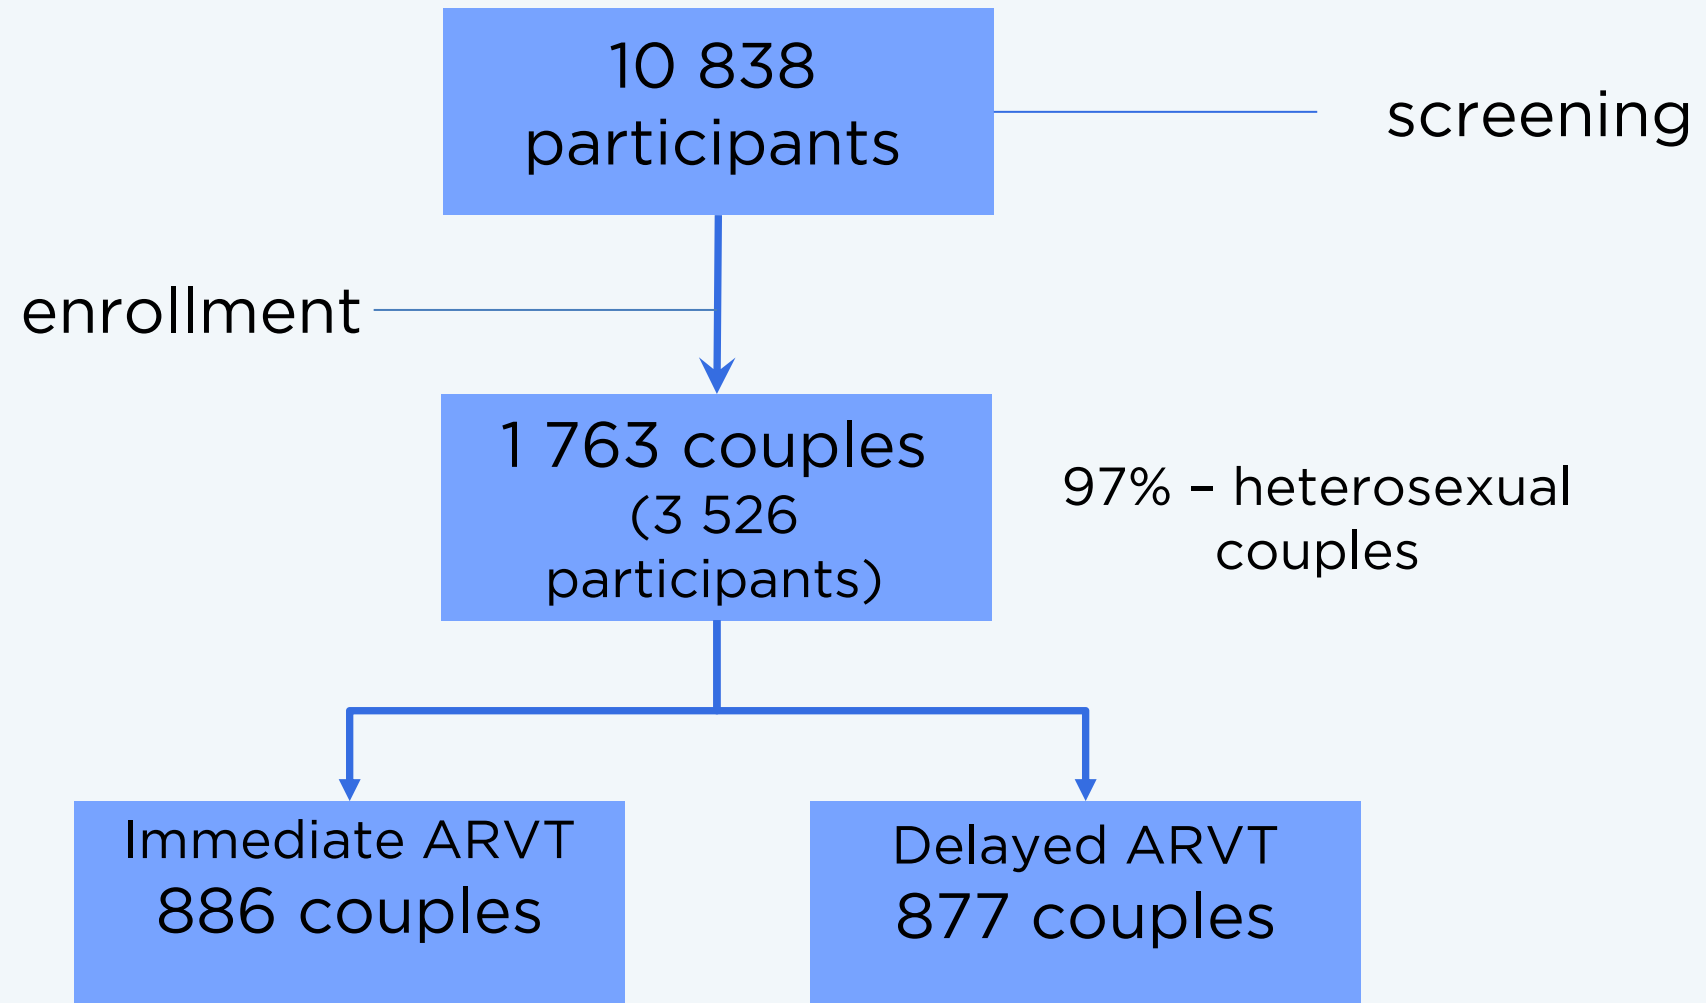 10 838
participants
screening
enrollment
1 763 couples
(3 526
participants)
97% – heterosexual
couples
Immediate ARVT
886 couples
Delayed ARVT
877 couples